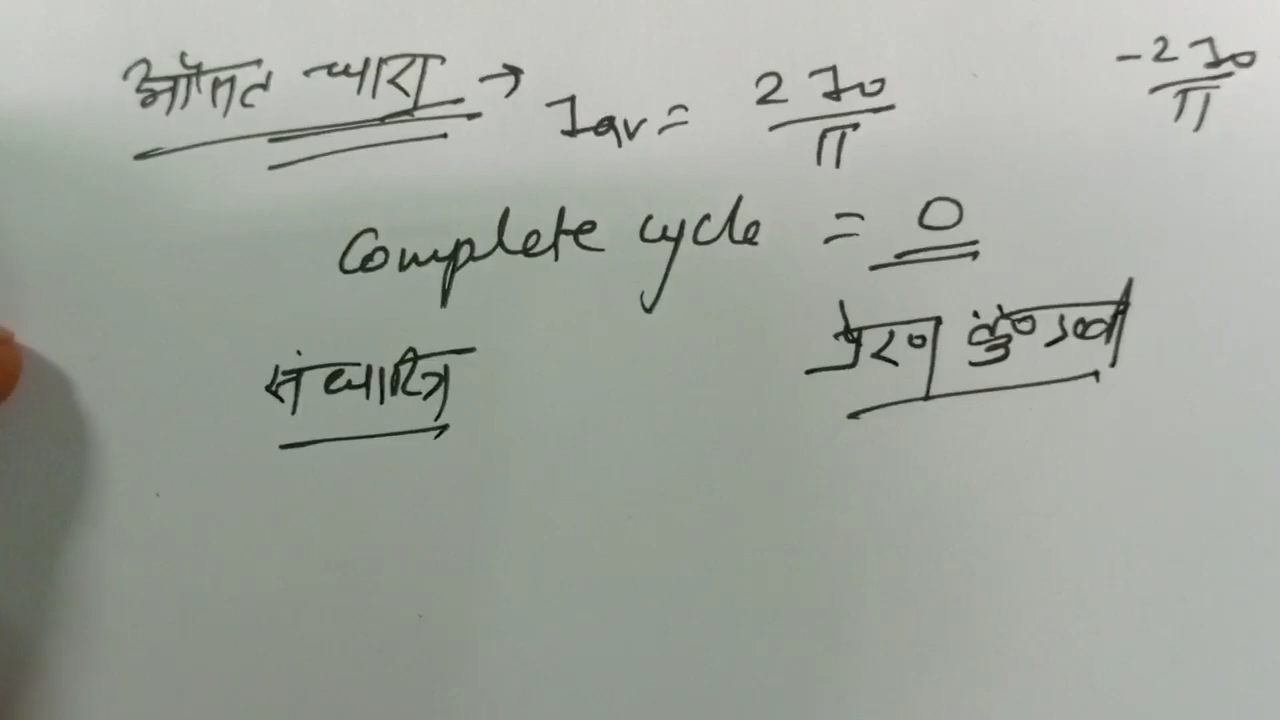 औसत धारा → Iav = 2I₀/π -2I₀/π
Complete cycle = 0
संधारित्र प्रेरण कुण्डली